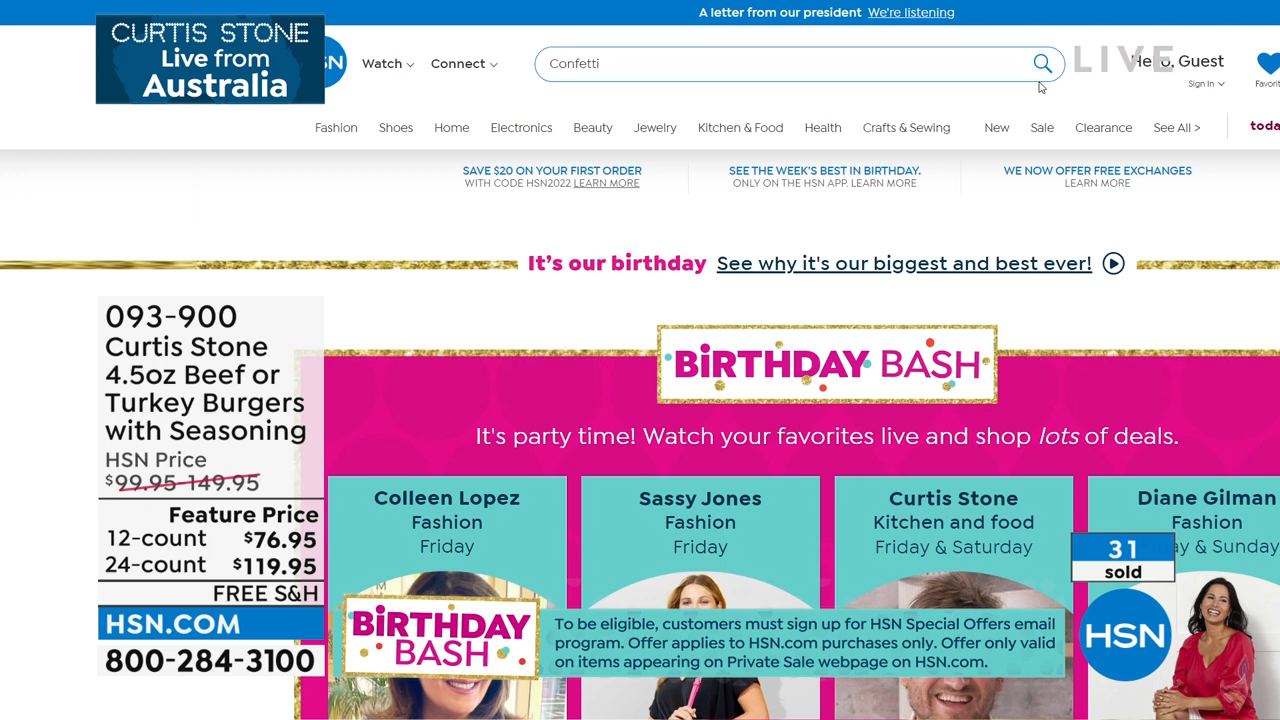 A letter from our president We're listening
CURTIS STONE
Live from
Australia
Watch
Connect
Confetti
LIVE
Hello, Guest
Sign In
Fashion Shoes Home Electronics Beauty Jewelry Kitchen & Food Health Crafts & Sewing New Sale Clearance See All >
SAVE $20 ON YOUR FIRST ORDER
WITH CODE HSN2022 LEARN MORE
SEE THE WEEK'S BEST IN BIRTHDAY.
ONLY ON THE HSN APP. LEARN MORE
WE NOW OFFER FREE EXCHANGES
LEARN MORE
It's our birthday See why it's our biggest and best ever!
093-900
Curtis Stone
4.5oz Beef or
Turkey Burgers
with Seasoning
HSN Price
$99.95-149.95
Feature Price
12-count $76.95
24-count $119.95
FREE S&H
HSN.COM
800-284-3100
BiRTHDAY BASH
It's party time! Watch your favorites live and shop lots of deals.
Colleen Lopez
Fashion
Friday
Sassy Jones
Fashion
Friday
Curtis Stone
Kitchen and food
Friday & Saturday
Diane Gilman
Fashion
& Sunday
31
sold
BiRTHDAY
BASH
To be eligible, customers must sign up for HSN Special Offers email
program. Offer applies to HSN.com purchases only. Offer only valid
on items appearing on Private Sale webpage on HSN.com.
HSN